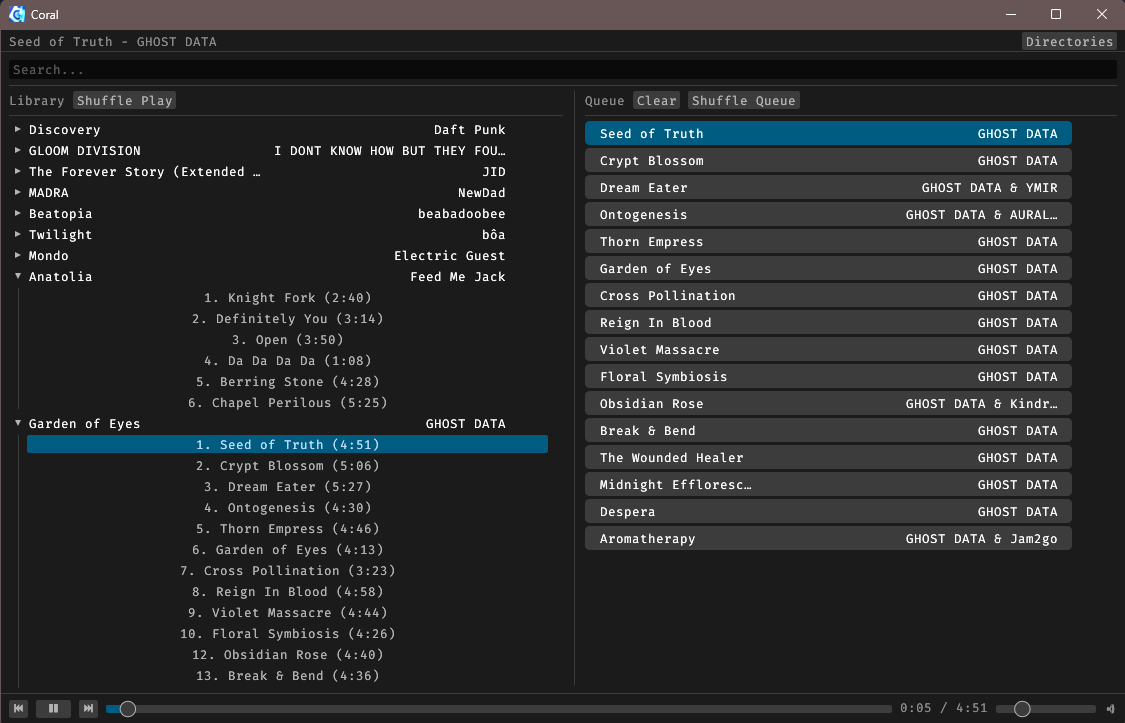 Coral
Seed of Truth - GHOST DATA Directories
Search...
Library Shuffle Play
Discovery Daft Punk
GLOOM DIVISION I DONT KNOW HOW BUT THEY FOU…
The Forever Story (Extended … JID
MADRA NewDad
Beatopia beabadoobee
Twilight bôa
Mondo Electric Guest
Anatolia Feed Me Jack
1. Knight Fork (2:40)
2. Definitely You (3:14)
3. Open (3:50)
4. Da Da Da Da (1:08)
5. Berring Stone (4:28)
6. Chapel Perilous (5:25)
Garden of Eyes GHOST DATA
1. Seed of Truth (4:51)
2. Crypt Blossom (5:06)
3. Dream Eater (5:27)
4. Ontogenesis (4:30)
5. Thorn Empress (4:46)
6. Garden of Eyes (4:13)
7. Cross Pollination (3:23)
8. Reign In Blood (4:58)
9. Violet Massacre (4:44)
10. Floral Symbiosis (4:26)
12. Obsidian Rose (4:40)
13. Break & Bend (4:36)
Queue Clear Shuffle Queue
Seed of Truth GHOST DATA
Crypt Blossom GHOST DATA
Dream Eater GHOST DATA & YMIR
Ontogenesis GHOST DATA & AURAL…
Thorn Empress GHOST DATA
Garden of Eyes GHOST DATA
Cross Pollination GHOST DATA
Reign In Blood GHOST DATA
Violet Massacre GHOST DATA
Floral Symbiosis GHOST DATA
Obsidian Rose GHOST DATA & Kindr…
Break & Bend GHOST DATA
The Wounded Healer GHOST DATA
Midnight Effloresc… GHOST DATA
Despera GHOST DATA
Aromatherapy GHOST DATA & Jam2go
0:05 / 4:51